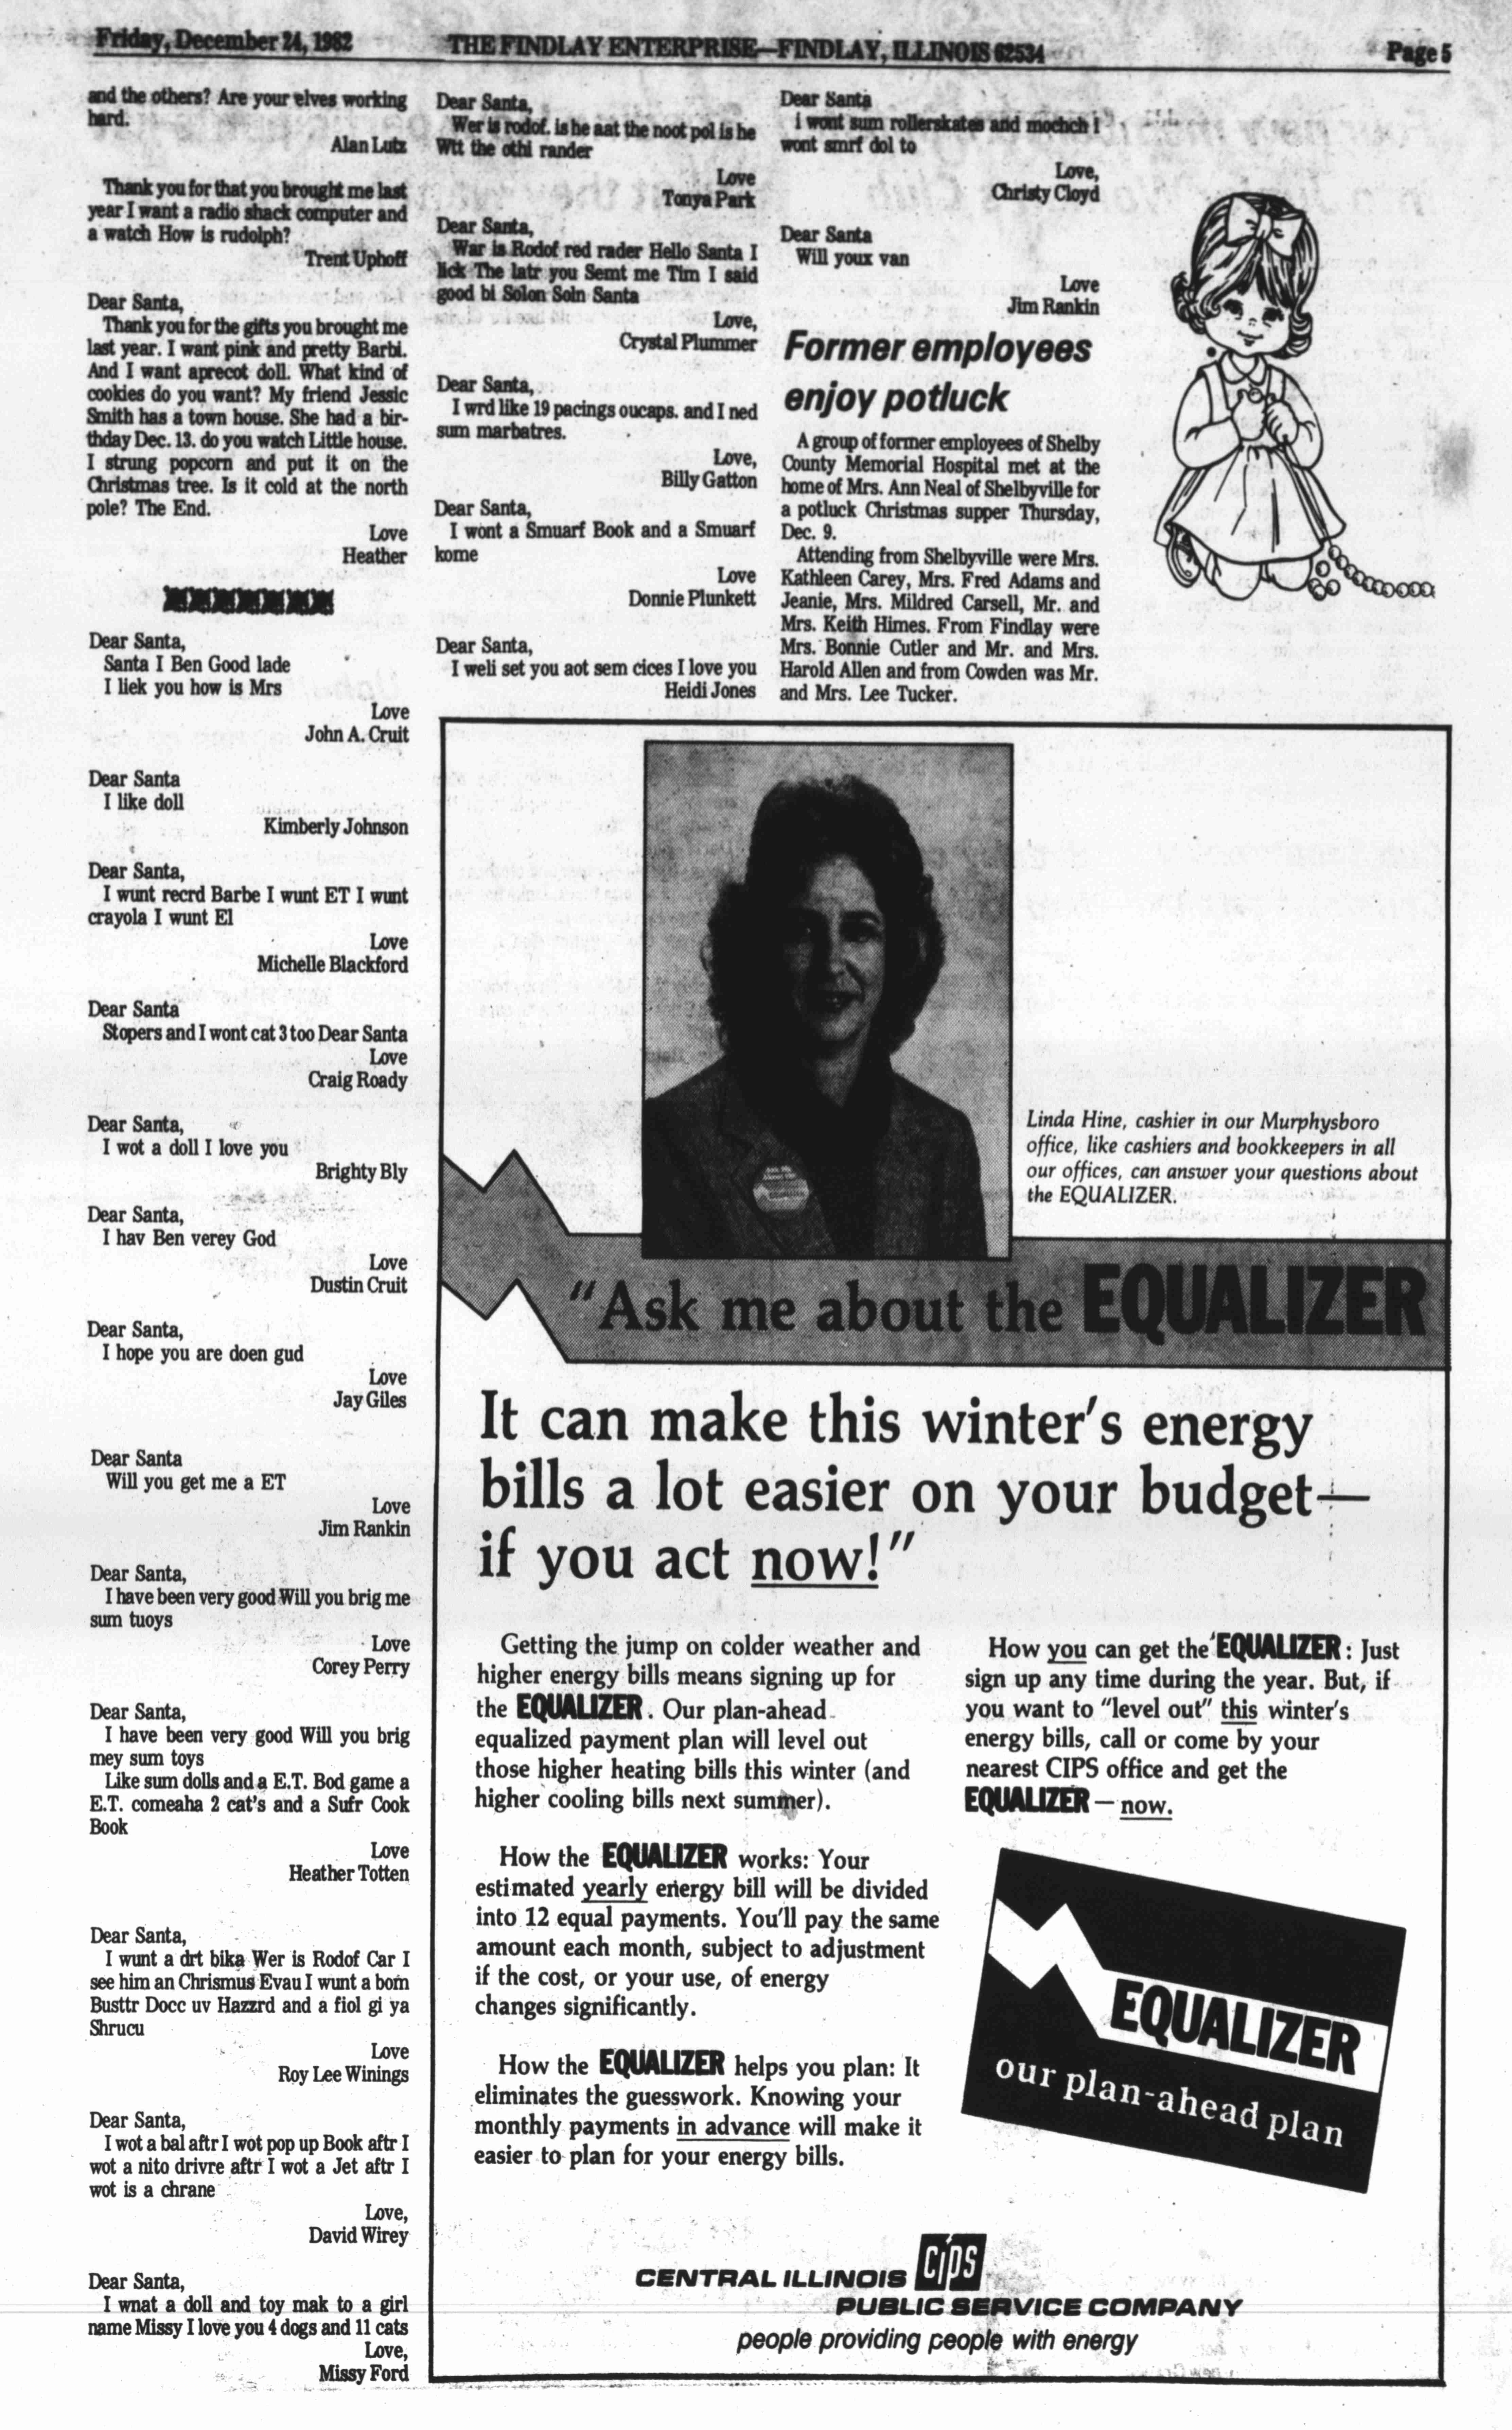 Friday, December 24, 1982
THE FINDLAY ENTERPRISE—FINDLAY, ILLINOIS 62534
Page 5
and the others? Are your elves working
hard.
Alan Lutz
Thank you for that you brought me last
year I want a radio shack computer and
a watch How is rudolph?
Trent Uphoff
Dear Santa,
Thank you for the gifts you brought me
last year. I want pink and pretty Barbi.
And I want aprecot doll. What kind of
cookies do you want? My friend Jessic
Smith has a town house. She had a bir-
thday Dec. 13. do you watch Little house.
I strung popcorn and put it on the
Christmas tree. Is it cold at the north
pole? The End.
Love
Heather
Dear Santa,
Santa I Ben Good lade
I liek you how is Mrs
Love
John A. Cruit
Dear Santa
I like doll
Kimberly Johnson
Dear Santa,
I wunt recrd Barbe I wunt ET I wunt
crayola I wunt El
Love
Michelle Blackford
Dear Santa
Stopers and I wont cat 3 too Dear Santa
Love
Craig Roady
Dear Santa,
I wot a doll I love you
Brighty Bly
Dear Santa,
I hav Ben verey God
Love
Dustin Cruit
Dear Santa,
I hope you are doen gud
Love
Jay Giles
Dear Santa
Will you get me a ET
Love
Jim Rankin
Dear Santa,
I have been very good Will you brig me
sum tuoys
Love
Corey Perry
Dear Santa,
I have been very good Will you brig
mey sum toys
Like sum dolls and a E.T. Bod game a
E.T. comeaha 2 cat's and a Sufr Cook
Book
Love
Heather Totten
Dear Santa,
I wunt a drt bika Wer is Rodof Car I
see him an Chrismus Evau I wunt a bom
Busttr Docc uv Hazzrd and a fiol gi ya
Shrucu
Love
Roy Lee Winings
Dear Santa,
I wot a bal aftr I wot pop up Book aftr I
wot a nito drivre aftr I wot a Jet aftr I
wot is a chrane
Love,
David Wirey
Dear Santa,
I wnat a doll and toy mak to a girl
name Missy I love you 4 dogs and 11 cats
Love,
Missy Ford
Dear Santa,
Wer is rodof. is he aat the noot pol is he
Wtt the othi rander
Love
Tonya Park
Dear Santa,
War is Rodof red rader Hello Santa I
lick The latr you Semt me Tim I said
good bi Solon Soln Santa
Love,
Crystal Plummer
Dear Santa,
I wrd like 19 pacings oucaps. and I ned
sum marbatres.
Love,
Billy Gatton
Dear Santa,
I wont a Smuarf Book and a Smuarf
kome
Love
Donnie Plunkett
Dear Santa,
I weli set you aot sem cices I love you
Heidi Jones
Dear Santa
i wont sum rollerskates and mochch I
wont smrf dol to
Love,
Christy Cloyd
Dear Santa
Will youx van
Love
Jim Rankin
Former employees
enjoy potluck
A group of former employees of Shelby
County Memorial Hospital met at the
home of Mrs. Ann Neal of Shelbyville for
a potluck Christmas supper Thursday,
Dec. 9.
Attending from Shelbyville were Mrs.
Kathleen Carey, Mrs. Fred Adams and
Jeanie, Mrs. Mildred Carsell, Mr. and
Mrs. Keith Himes. From Findlay were
Mrs. Bonnie Cutler and Mr. and Mrs.
Harold Allen and from Cowden was Mr.
and Mrs. Lee Tucker.
Linda Hine, cashier in our Murphysboro
office, like cashiers and bookkeepers in all
our offices, can answer your questions about
the EQUALIZER.
"Ask me about the EQUALIZER
It can make this winter's energy
bills a lot easier on your budget—
if you act now!"
Getting the jump on colder weather and
higher energy bills means signing up for
the EQUALIZER. Our plan-ahead
equalized payment plan will level out
those higher heating bills this winter (and
higher cooling bills next summer).
How the EQUALIZER works: Your
estimated yearly energy bill will be divided
into 12 equal payments. You'll pay the same
amount each month, subject to adjustment
if the cost, or your use, of energy
changes significantly.
How the EQUALIZER helps you plan: It
eliminates the guesswork. Knowing your
monthly payments in advance will make it
easier to plan for your energy bills.
How you can get the EQUALIZER: Just
sign up any time during the year. But, if
you want to "level out" this winter's
energy bills, call or come by your
nearest CIPS office and get the
EQUALIZER — now.
EQUALIZER
our plan-ahead plan
CENTRAL ILLINOIS CIPS
PUBLIC SERVICE COMPANY
people providing people with energy